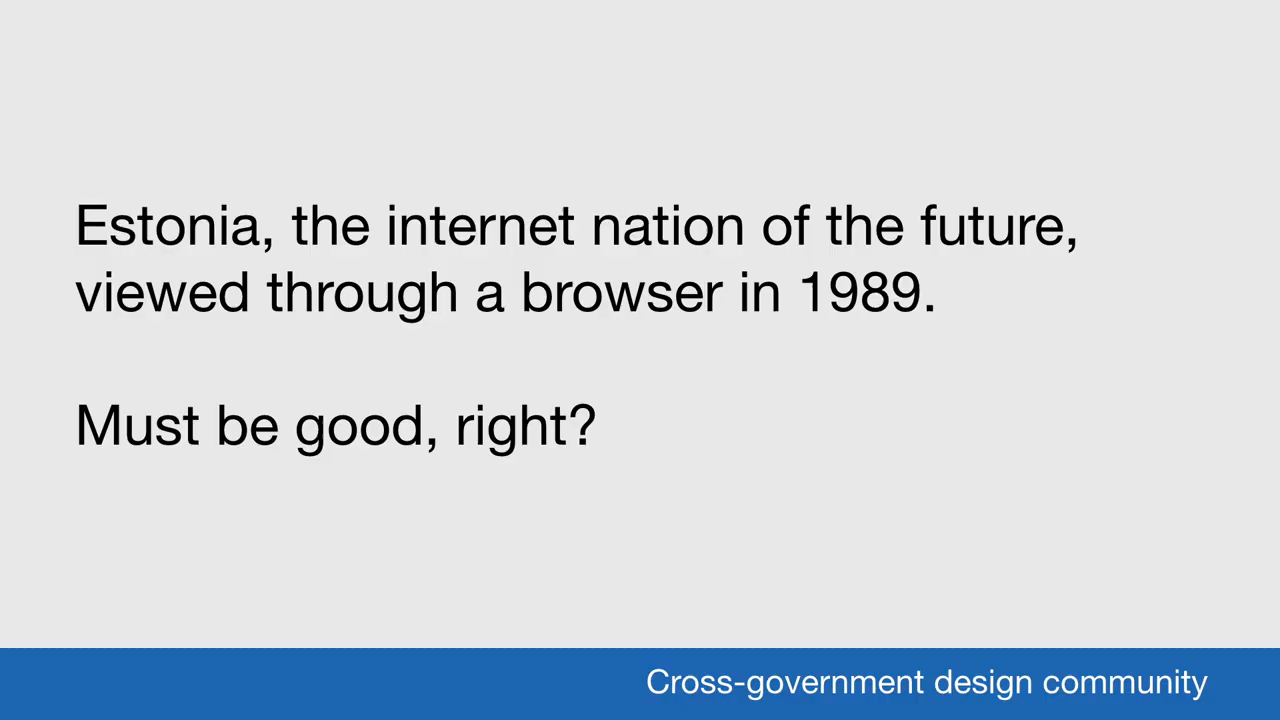 Estonia, the internet nation of the future,
viewed through a browser in 1989.
Must be good, right?
Cross-government design community